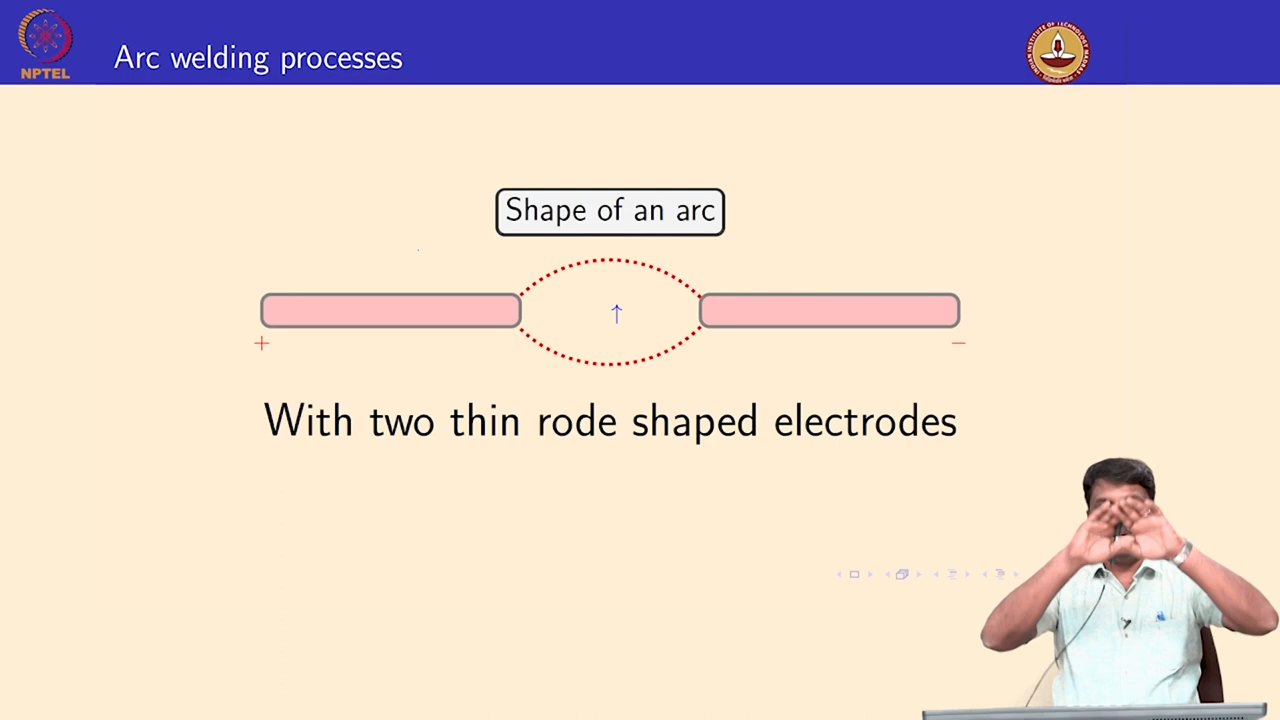 Arc welding processes
NPTEL
Shape of an arc
↑
+
−
With two thin rode shaped electrodes